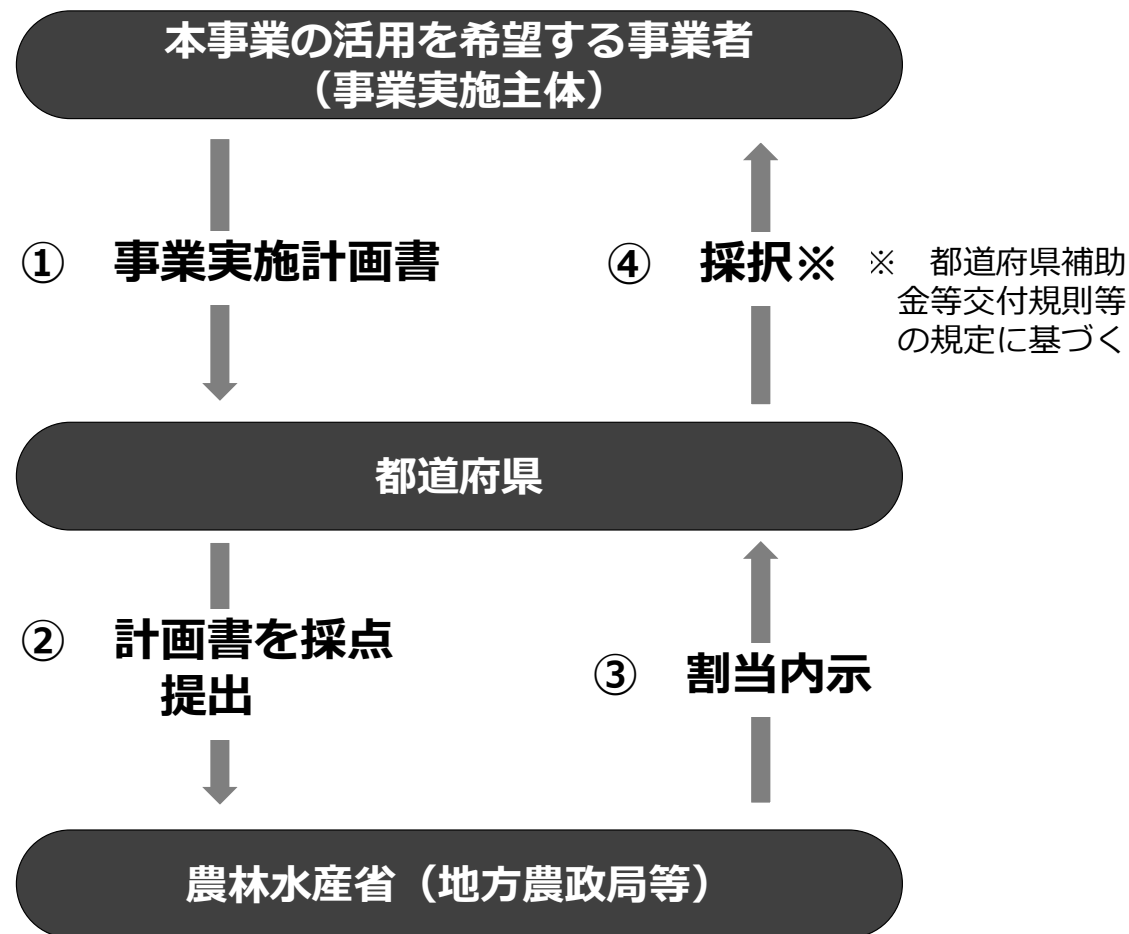 本事業の活用を希望する事業者
（事業実施主体）
①　事業実施計画書
④　採択※
※　都道府県補助
金等交付規則等
の規定に基づく
都道府県
②　計画書を採点
提出
③　割当内示
農林水産省（地方農政局等）